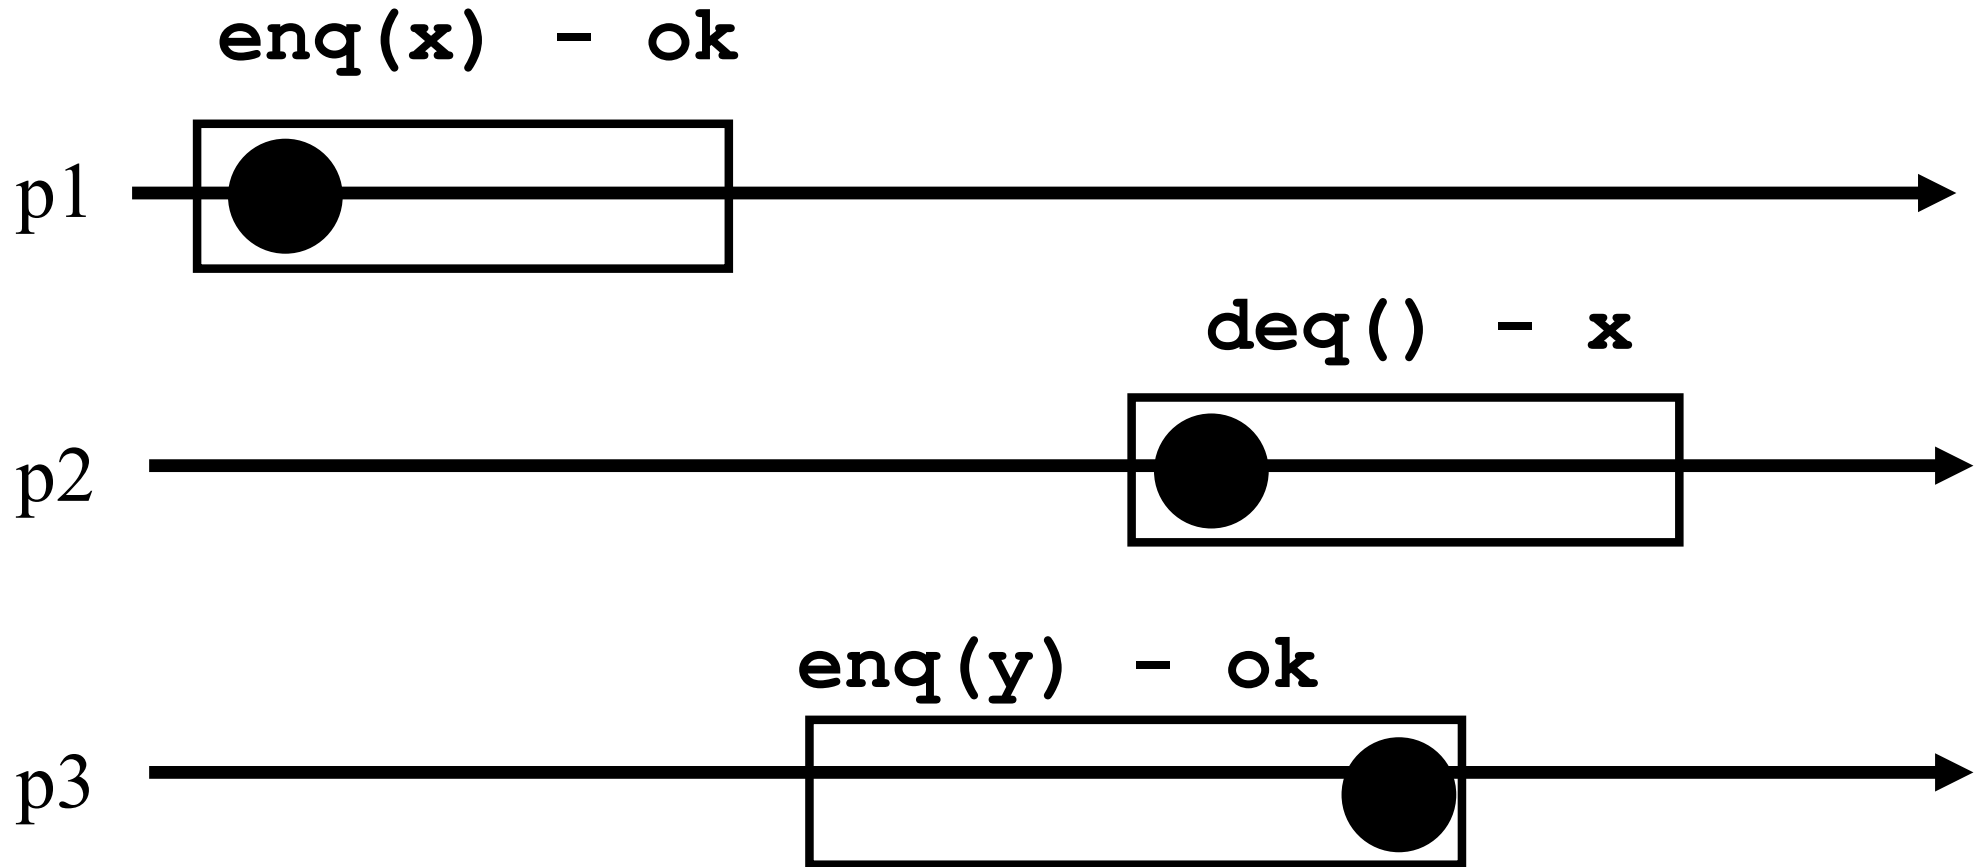 enq(x) - ok
p1
deq() - x
p2
enq(y) - ok
p3